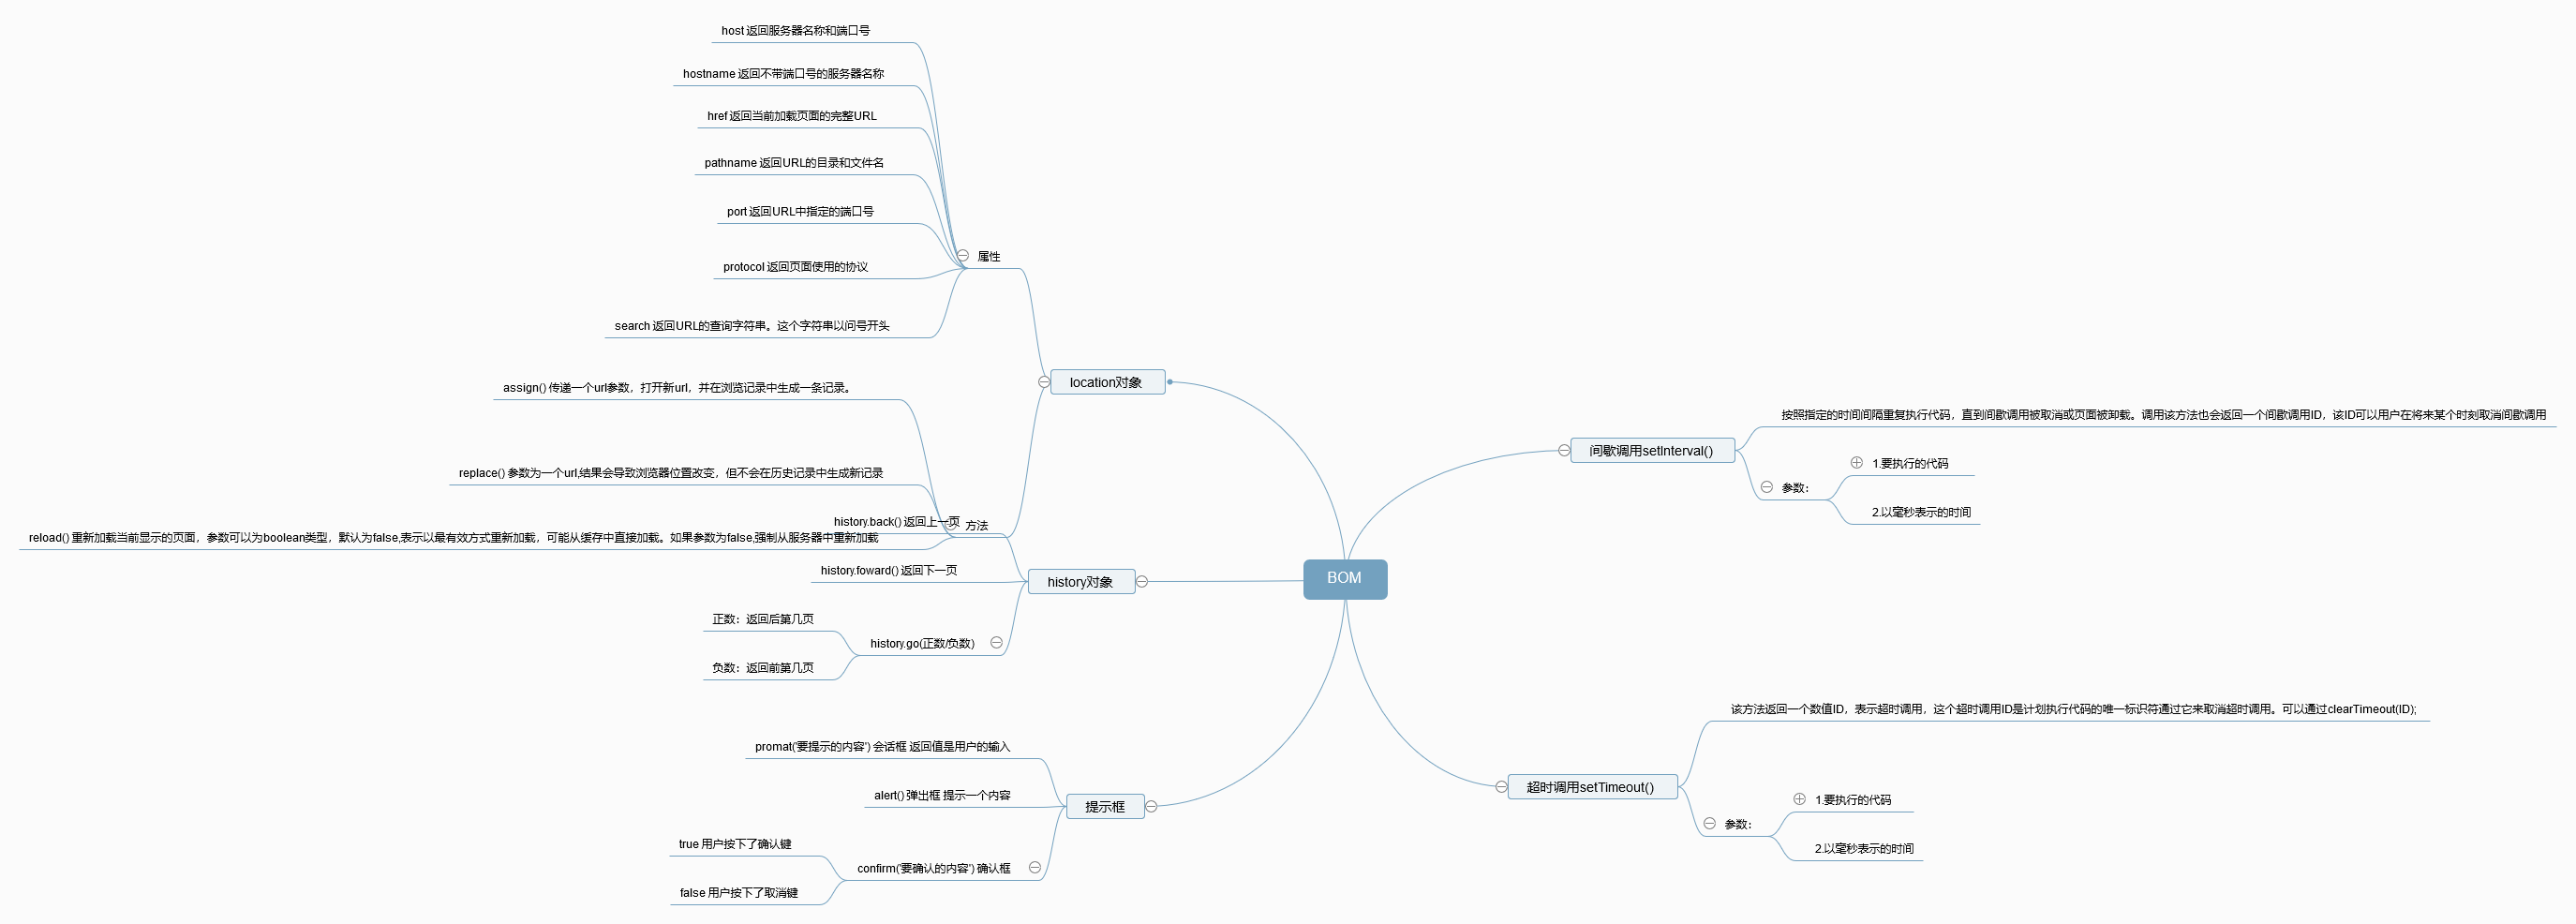 BOM
location对象
属性
host 返回服务器名称和端口号
hostname 返回不带端口号的服务器名称
href 返回当前加载页面的完整URL
pathname 返回URL的目录和文件名
port 返回URL中指定的端口号
protocol 返回页面使用的协议
search 返回URL的查询字符串。这个字符串以问号开头
方法
assign() 传递一个url参数，打开新url，并在浏览记录中生成一条记录。
replace() 参数为一个url,结果会导致浏览器位置改变，但不会在历史记录中生成新记录
reload() 重新加载当前显示的页面，参数可以为boolean类型，默认为false,表示以最有效方式重新加载，可能从缓存中直接加载。如果参数为false,强制从服务器中重新加载
history对象
history.back() 返回上一页
history.foward() 返回下一页
history.go(正数/负数)
正数：返回后第几页
负数：返回前第几页
提示框
promat('要提示的内容') 会话框 返回值是用户的输入
alert() 弹出框 提示一个内容
confirm('要确认的内容') 确认框
true 用户按下了确认键
false 用户按下了取消键
间歇调用setInterval()
按照指定的时间间隔重复执行代码，直到间歇调用被取消或页面被卸载。调用该方法也会返回一个间歇调用ID，该ID可以用户在将来某个时刻取消间歇调用
参数：
1.要执行的代码
2.以毫秒表示的时间
超时调用setTimeout()
该方法返回一个数值ID，表示超时调用，这个超时调用ID是计划执行代码的唯一标识符通过它来取消超时调用。可以通过clearTimeout(ID);
参数：
1.要执行的代码
2.以毫秒表示的时间